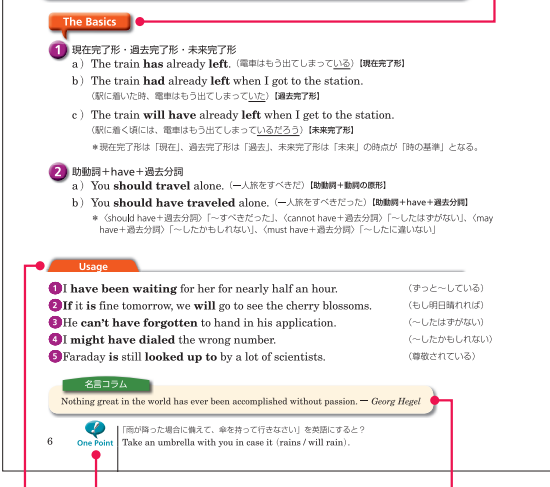 The Basics
1 現在完了形・過去完了形・未来完了形
a ) The train has already left.（電車はもう出てしまっている）【現在完了形】
b ) The train had already left when I got to the station.
（駅に着いた時、電車はもう出てしまっていた）【過去完了形】
c ) The train will have already left when I get to the station.
（駅に着く頃には、電車はもう出てしまっているだろう）【未来完了形】
＊現在完了形は「現在」、過去完了形は「過去」、未来完了形は「未来」の時点が「時の基準」となる。
2 助動詞＋have＋過去分詞
a ) You should travel alone.（一人旅をすべきだ）【助動詞＋動詞の原形】
b ) You should have traveled alone.（一人旅をすべきだった）【助動詞＋have＋過去分詞】
＊〈should have＋過去分詞〉「～すべきだった」、〈cannot have＋過去分詞〉「～したはずがない」、〈may
have＋過去分詞〉「～したかもしれない」、〈must have＋過去分詞〉「～したに違いない」
Usage
1 I have been waiting for her for nearly half an hour.（ずっと～している）
2 If it is fine tomorrow, we will go to see the cherry blossoms.（もし明日晴れれば）
3 He can't have forgotten to hand in his application.（～したはずがない）
4 I might have dialed the wrong number.（～したかもしれない）
5 Faraday is still looked up to by a lot of scientists.（尊敬されている）
名言コラム
Nothing great in the world has ever been accomplished without passion. — Georg Hegel
6 One Point 「雨が降った場合に備えて、傘を持って行きなさい」を英語にすると？
Take an umbrella with you in case it (rains / will rain).